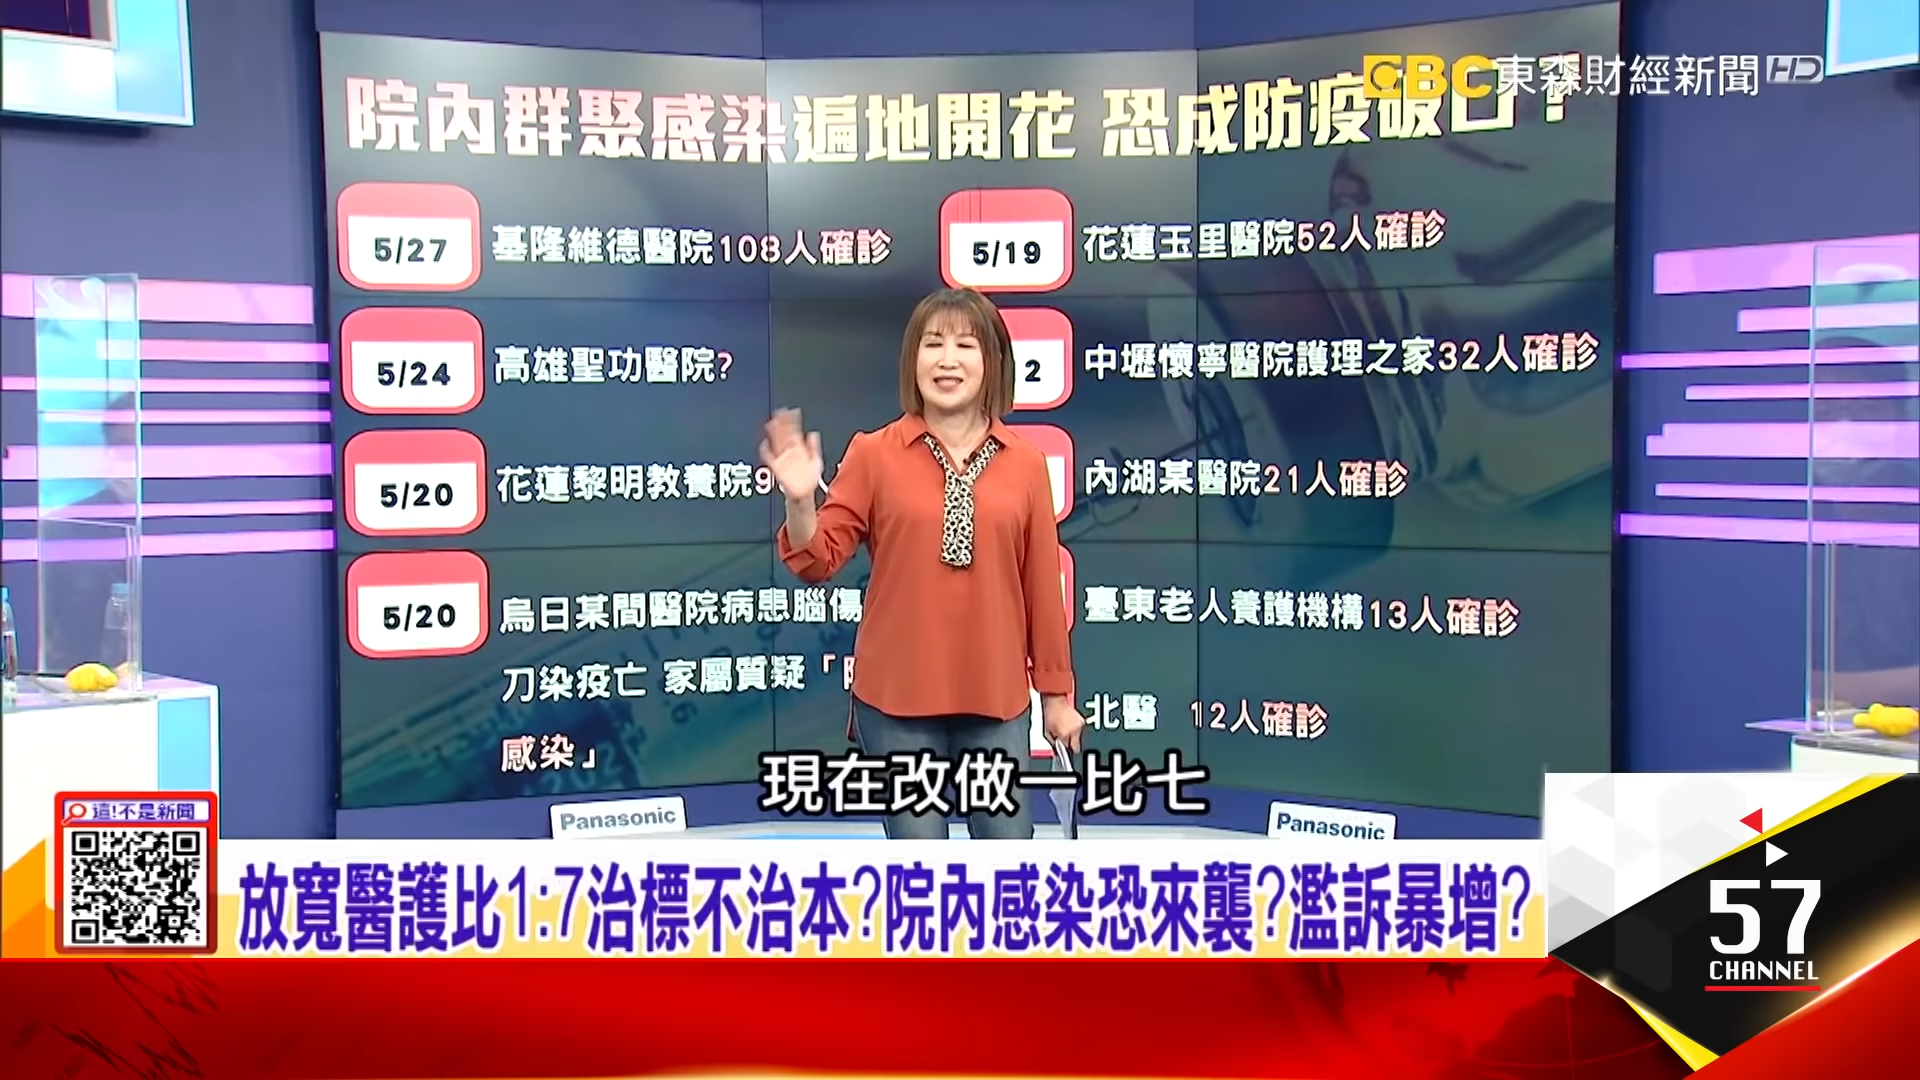 EBC東森財經新聞HD
院內群聚感染遍地開花 恐成防疫破口?
5/27 基隆維德醫院108人確診
5/24 高雄聖功醫院?
5/20 花蓮黎明教養院9
5/20 烏日某間醫院病患腦傷
刀染疫亡 家屬質疑「
感染」
5/19 花蓮玉里醫院52人確診
2 中壢懷寧醫院護理之家32人確診
內湖某醫院21人確診
臺東老人養護機構13人確診
北醫 12人確診
現在改做一比七
Panasonic
Panasonic
這!不是新聞
放寬醫護比1:7治標不治本?院內感染恐來襲?濫訴暴增?
57
CHANNEL